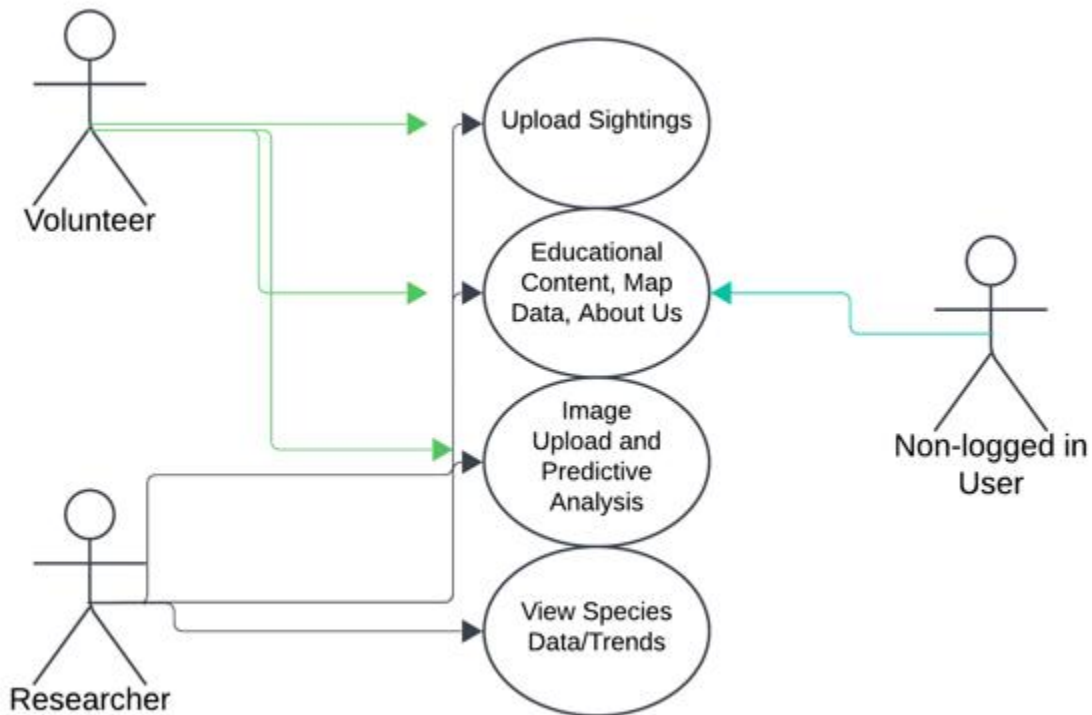 Upload Sightings
Volunteer
Educational
Content, Map
Data, About Us
Image
Upload and
Predictive
Analysis
Non-logged in
User
View Species
Data/Trends
Researcher